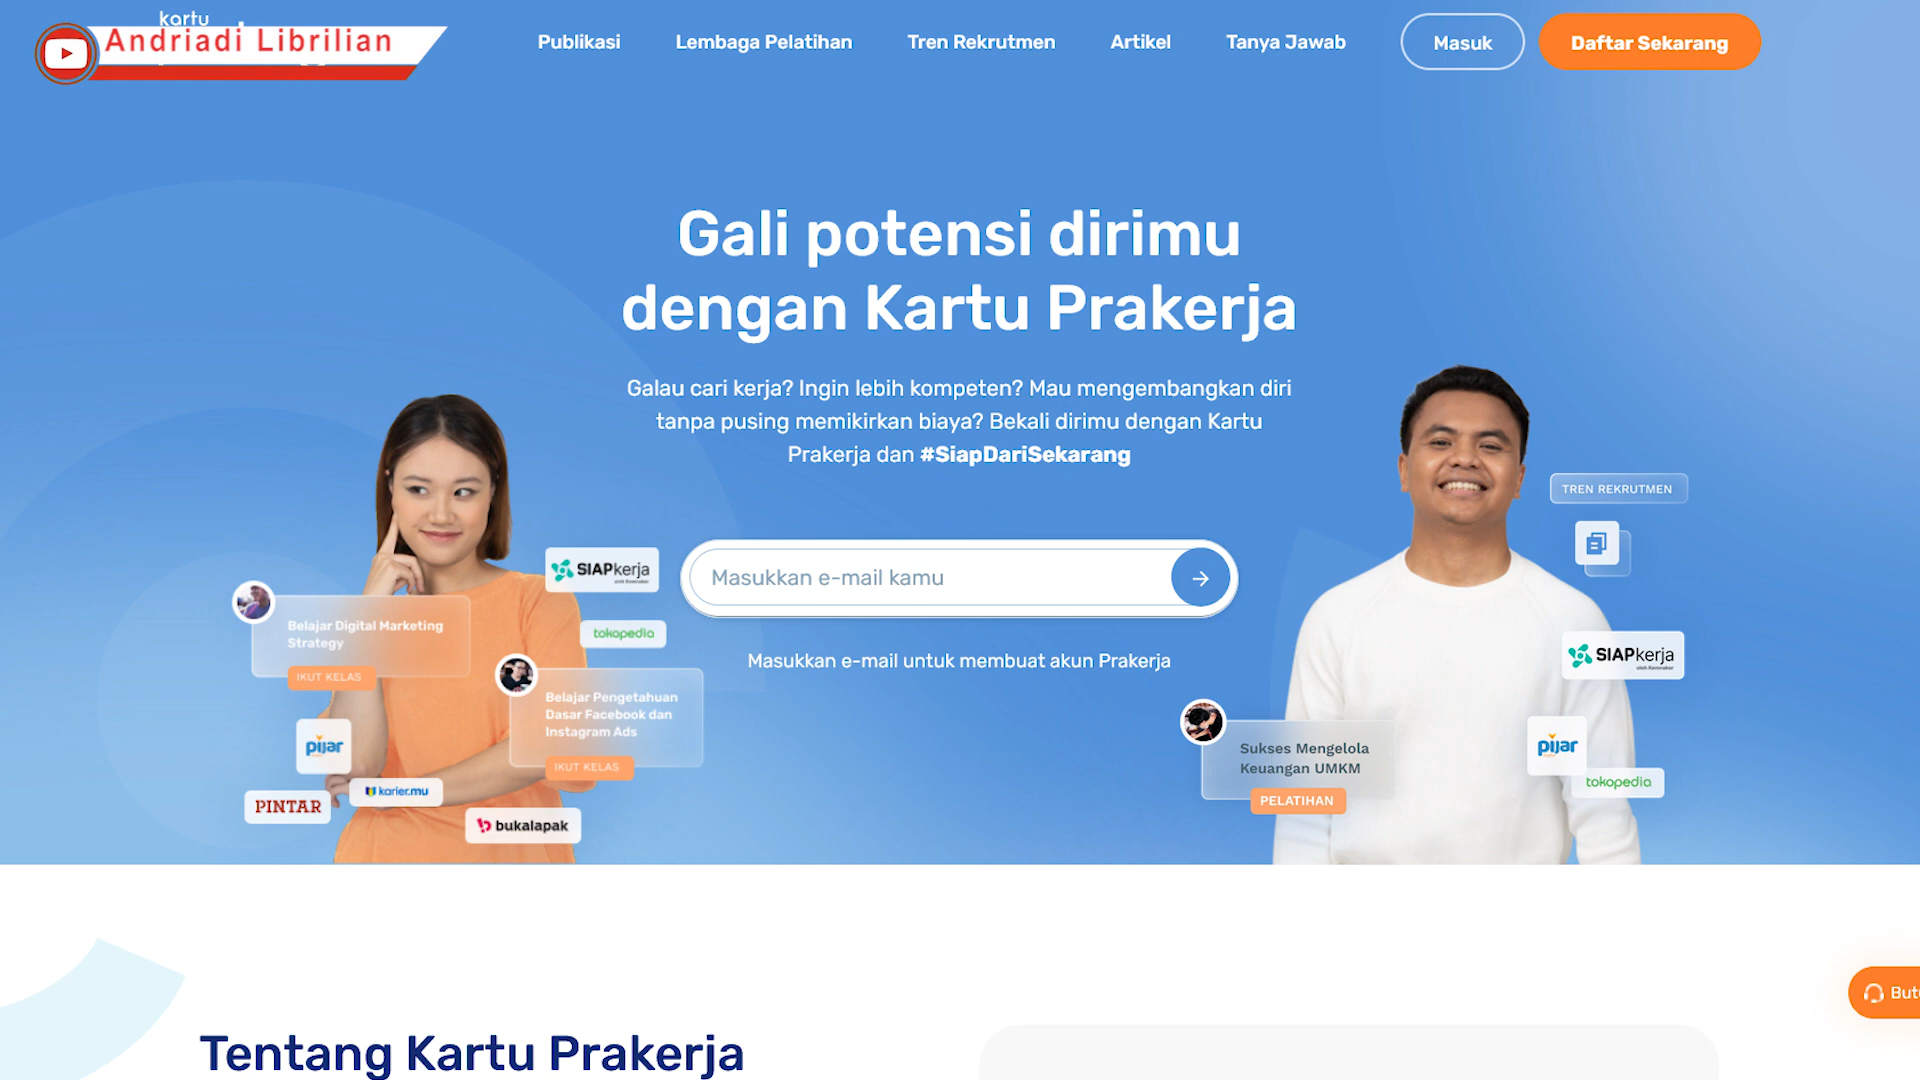 kartu
Andriadi Librilian
Publikasi
Lembaga Pelatihan
Tren Rekrutmen
Artikel
Tanya Jawab
Masuk
Daftar Sekarang
Gali potensi dirimu
dengan Kartu Prakerja
Galau cari kerja? Ingin lebih kompeten? Mau mengembangkan diri
tanpa pusing memikirkan biaya? Bekali dirimu dengan Kartu
Prakerja dan #SiapDariSekarang
Masukkan e-mail kamu
Masukkan e-mail untuk membuat akun Prakerja
SIAPkerja
oleh Kemnaker
tokopedia
Belajar Digital Marketing
Strategy
IKUT KELAS
Belajar Pengetahuan
Dasar Facebook dan
Instagram Ads
IKUT KELAS
pijar
PINTAR
karier.mu
bukalapak
TREN REKRUTMEN
SIAPkerja
oleh Kemnaker
Sukses Mengelola
Keuangan UMKM
PELATIHAN
pijar
tokopedia
Tentang Kartu Prakerja